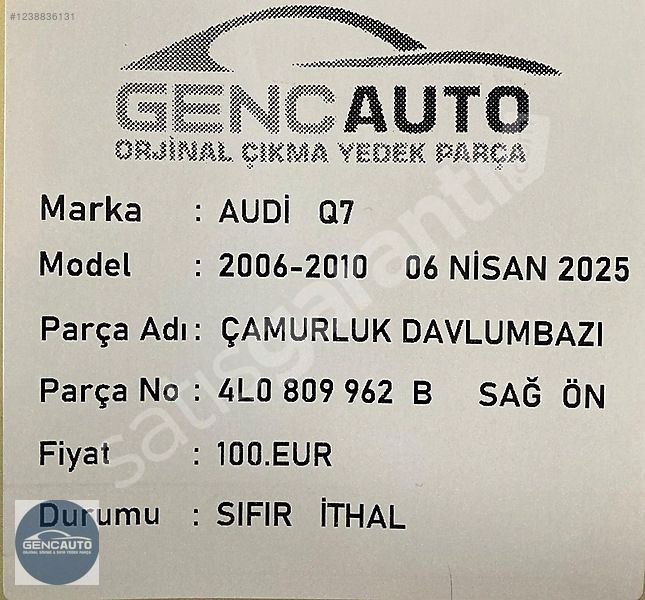 #1238836131
GENCAUTO
ORJİNAL ÇIKMA YEDEK PARÇA
Marka : AUDİ Q7
Model : 2006-2010 06 NİSAN 2025
Parça Adı : ÇAMURLUK DAVLUMBAZI
Parça No : 4L0 809 962 B SAĞ ÖN
Fiyat : 100.EUR
Durumu : SIFIR İTHAL
satışgaranti
GENCAUTO